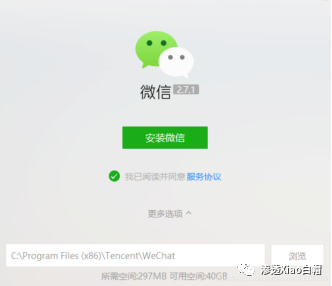 微信 2.7.1
安装微信
我已阅读并同意服务协议
更多选项
C:\Program Files (x86)\Tencent\WeChat
浏览
所需空间:297MB 可用空间:40GB
渗透Xiao白帽